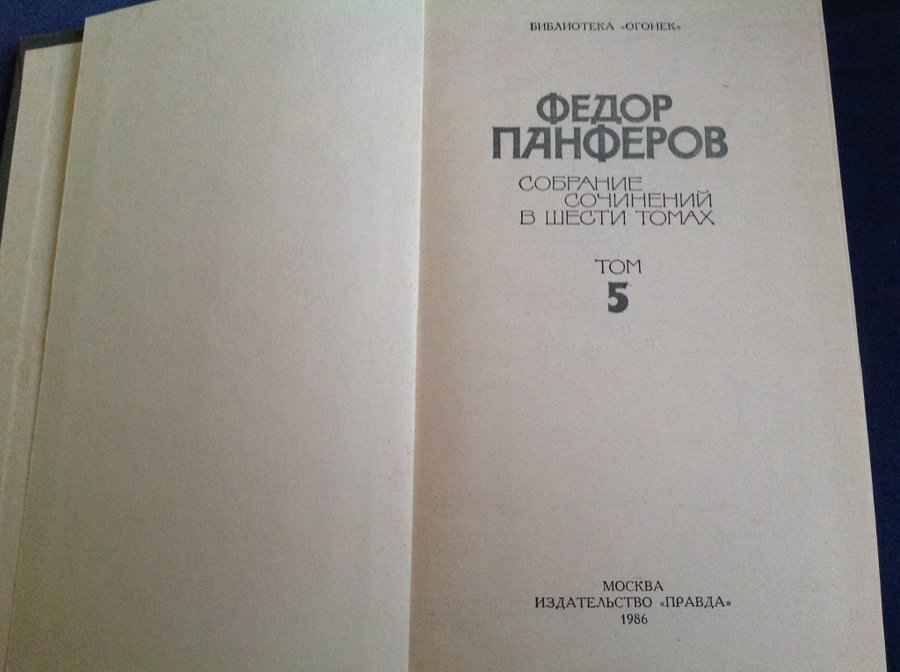 БИБЛИОТЕКА «ОГОНЕК»
ФЕДОР
ПАНФЕРОВ
СОБРАНИЕ
СОЧИНЕНИЙ
В ШЕСТИ ТОМАХ
ТОМ
5
МОСКВА
ИЗДАТЕЛЬСТВО «ПРАВДА»
1986